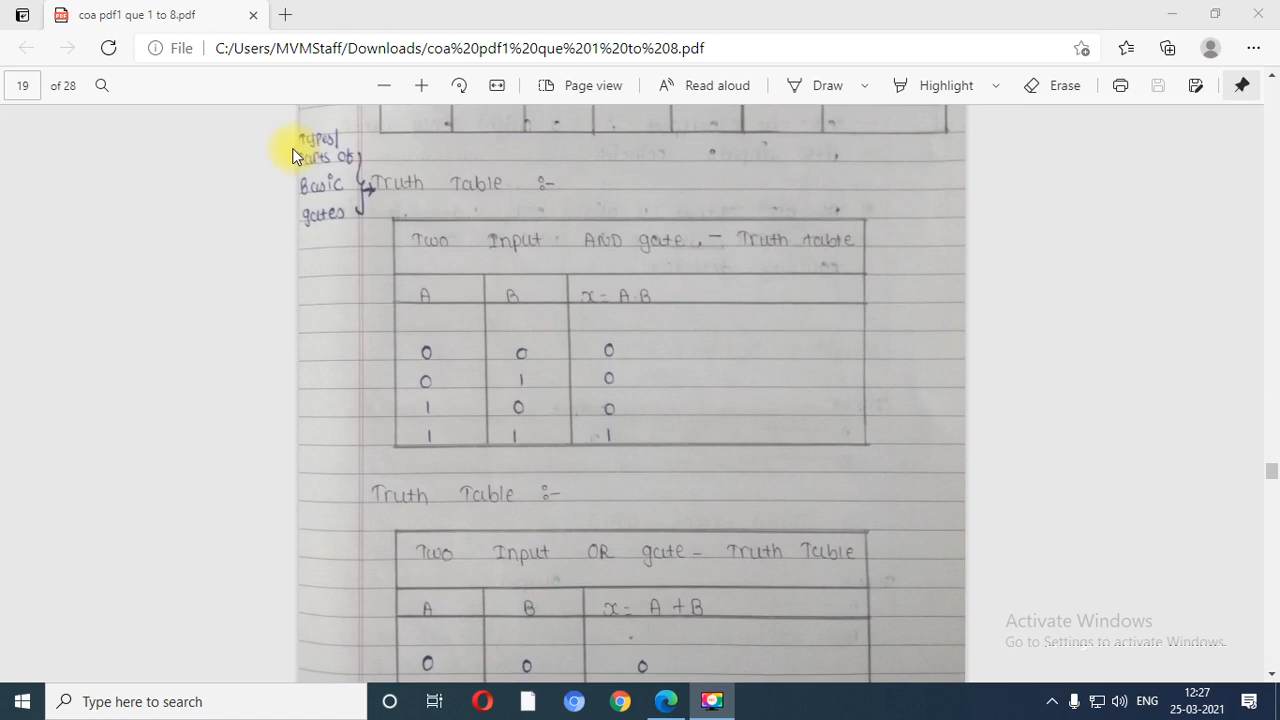 coa pdf1 que 1 to 8.pdf
File C:/Users/MVMStaff/Downloads/coa%20pdf1%20que%201%20to%208.pdf
19 of 28 Page view Read aloud Draw Highlight Erase
Types/
parts of
Basic
gates
Truth Table :-
Two Input AND gate, - Truth table
A B x = A.B
0 0 0
0 1 0
1 0 0
1 1 1
Truth Table :-
Two Input OR gate - Truth Table
A B x = A + B
0 0 0
Activate Windows
Go to Settings to activate Windows.
Type here to search
ENG
12:27
25-03-2021